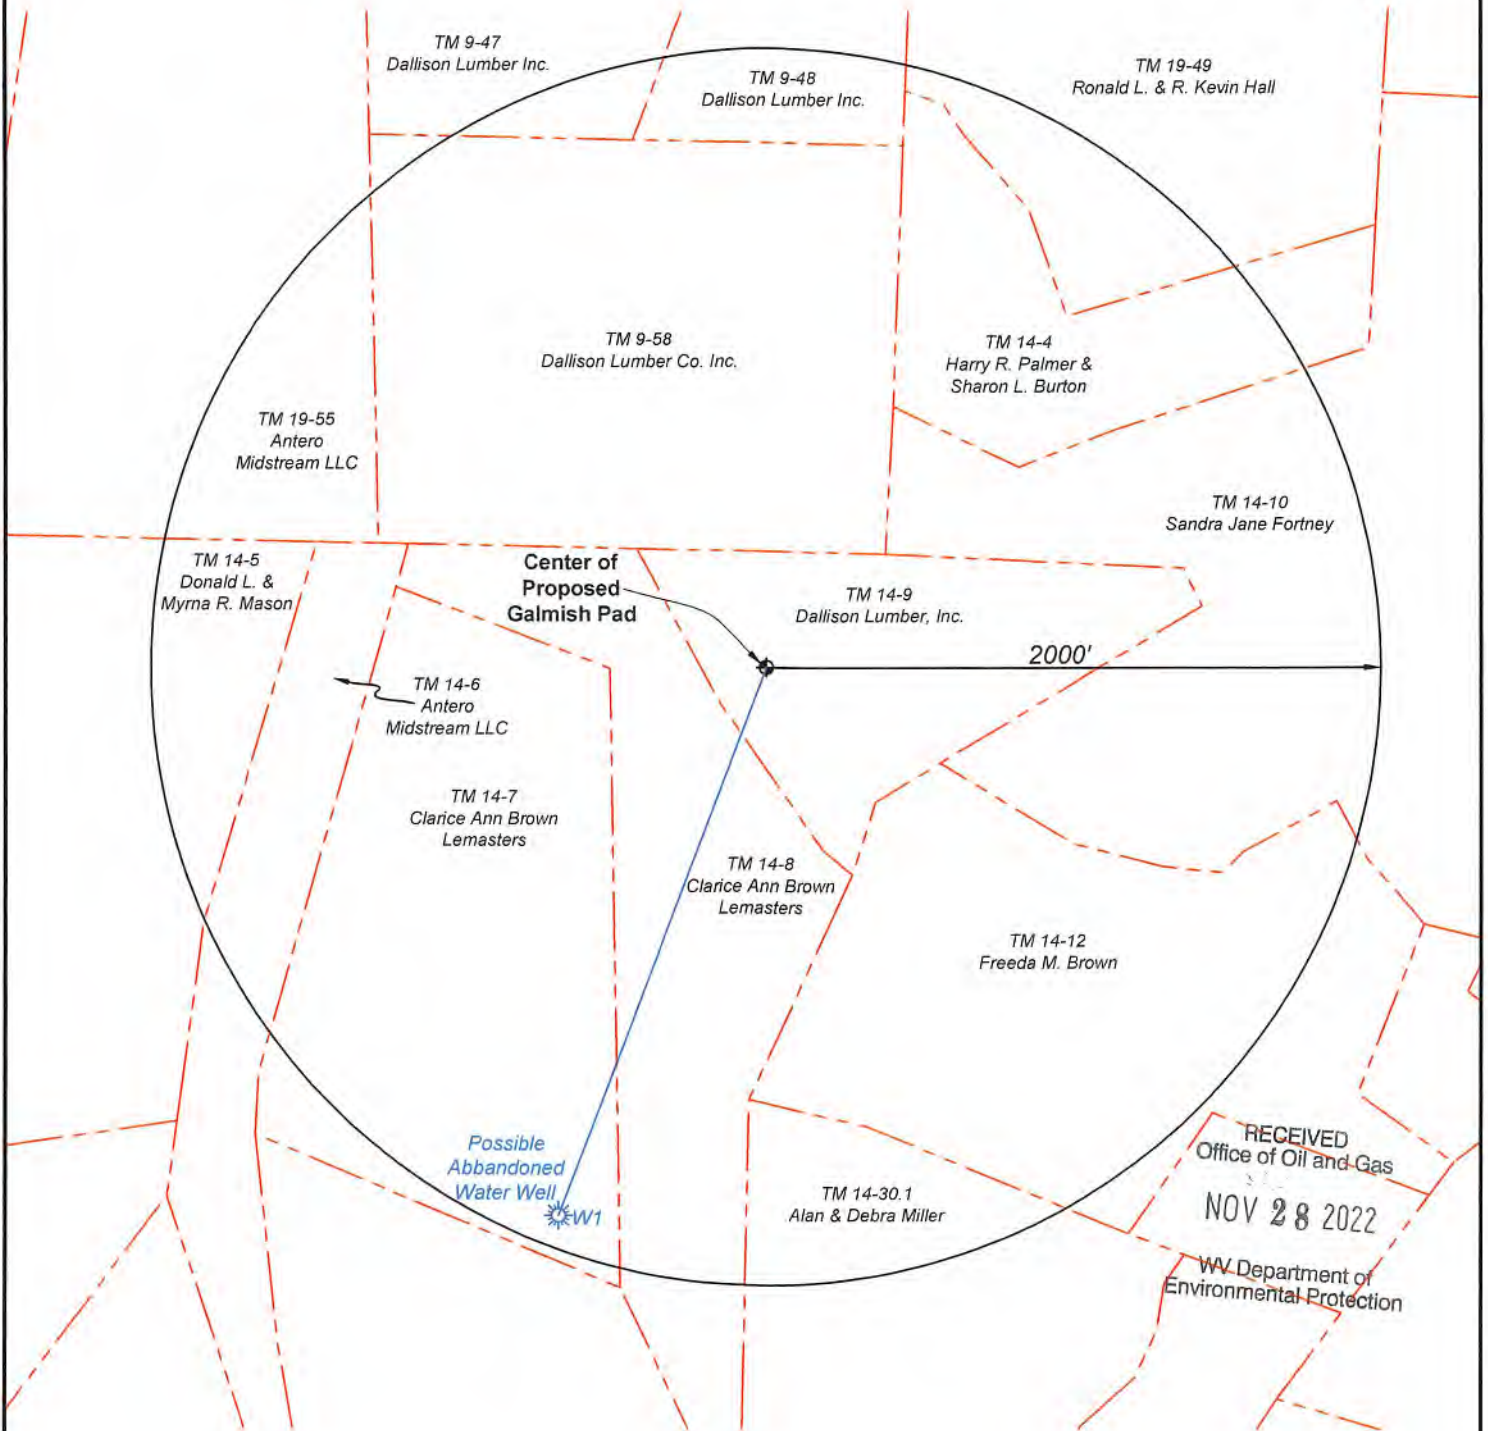 TM 9-47
Dallison Lumber Inc.
TM 9-48
Dallison Lumber Inc.
TM 19-49
Ronald L. & R. Kevin Hall
TM 9-58
Dallison Lumber Co. Inc.
TM 14-4
Harry R. Palmer &
Sharon L. Burton
TM 19-55
Antero
Midstream LLC
TM 14-10
Sandra Jane Fortney
TM 14-5
Donald L. &
Myrna R. Mason
Center of
Proposed
Galmish Pad
TM 14-9
Dallison Lumber, Inc.
2000'
TM 14-6
Antero
Midstream LLC
TM 14-7
Clarice Ann Brown
Lemasters
TM 14-8
Clarice Ann Brown
Lemasters
TM 14-12
Freeda M. Brown
Possible
Abbandoned
Water Well
W1
TM 14-30.1
Alan & Debra Miller
RECEIVED
Office of Oil and Gas
NOV 28 2022
WV Department of
Environmental Protection